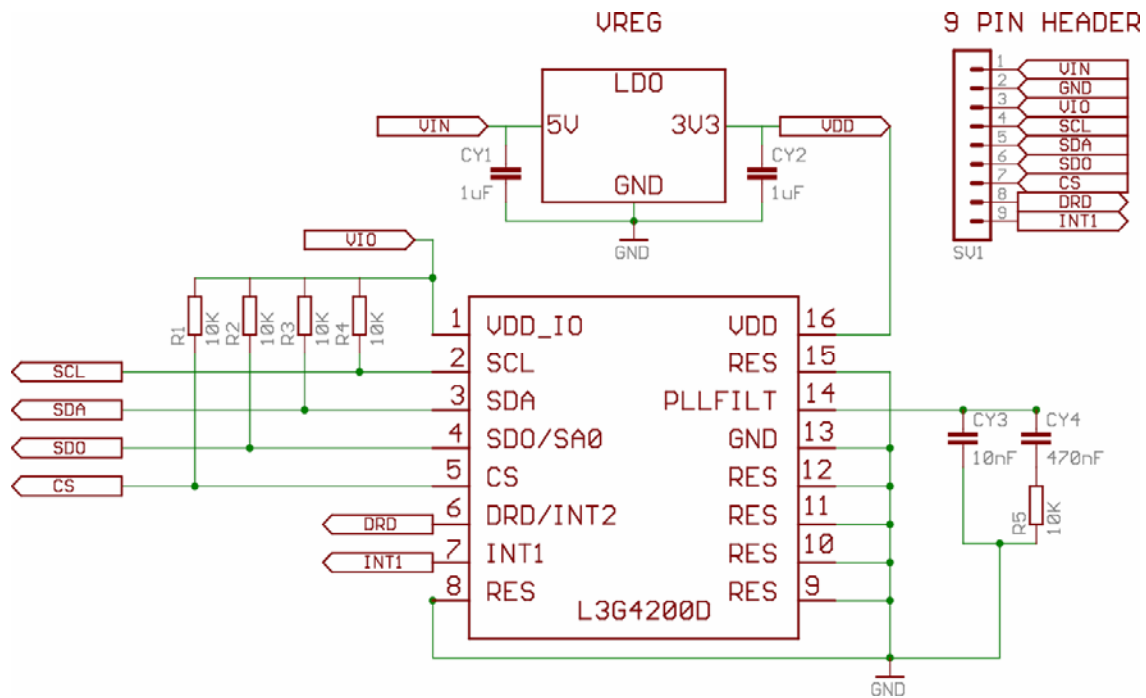 VREG
9 PIN HEADER
LDO
VIN
5V
3V3
VDD
CY1
1uF
CY2
1uF
GND
GND
1 VIN
2 GND
3 VIO
4 SCL
5 SDA
6 SDO
7 CS
8 DRD
9 INT1
SV1
VIO
R1 10K
R2 10K
R3 10K
R4 10K
SCL
SDA
SDO
CS
DRD
INT1
1 VDD_IO
2 SCL
3 SDA
4 SDO/SA0
5 CS
6 DRD/INT2
7 INT1
8 RES
VDD 16
RES 15
PLLFILT 14
GND 13
RES 12
RES 11
RES 10
RES 9
L3G4200D
CY3
10nF
CY4
470nF
R5 10K
GND